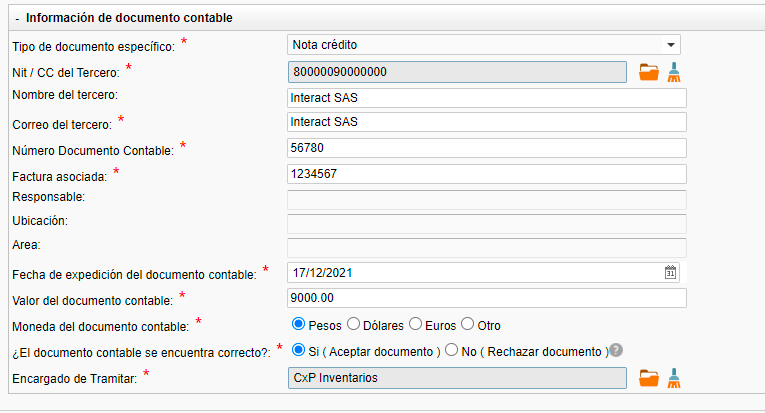 - Información de documento contable
Tipo de documento específico: * Nota crédito
Nit / CC del Tercero: * 80000090000000
Nombre del tercero: Interact SAS
Correo del tercero: * Interact SAS
Número Documento Contable: * 56780
Factura asociada: * 1234567
Responsable:
Ubicación:
Area:
Fecha de expedición del documento contable: * 17/12/2021 31
Valor del documento contable: * 9000.00
Moneda del documento contable: * Pesos Dólares Euros Otro
¿El documento contable se encuentra correcto?: * Si ( Aceptar documento ) No ( Rechazar documento ) ?
Encargado de Tramitar: * CxP Inventarios